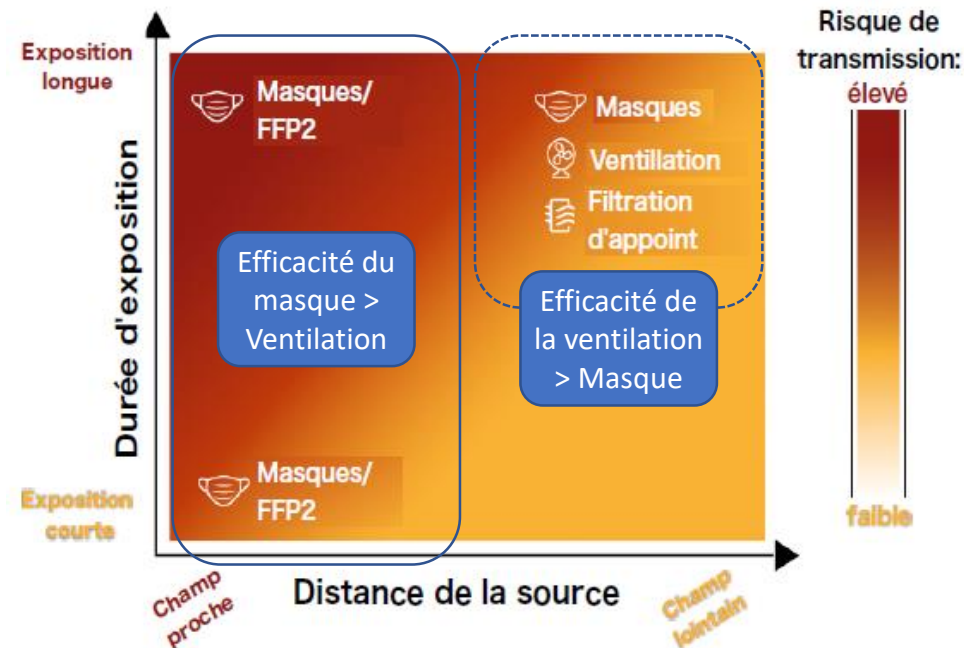 Exposition
longue
Durée d'exposition
Exposition
courte
Masques/
FFP2
Efficacité du
masque >
Ventilation
Masques/
FFP2
Masques
Ventillation
Filtration
d'appoint
Efficacité de
la ventilation
> Masque
Champ
proche
Distance de la source
Champ
lointain
Risque de
transmission:
élevé
faible